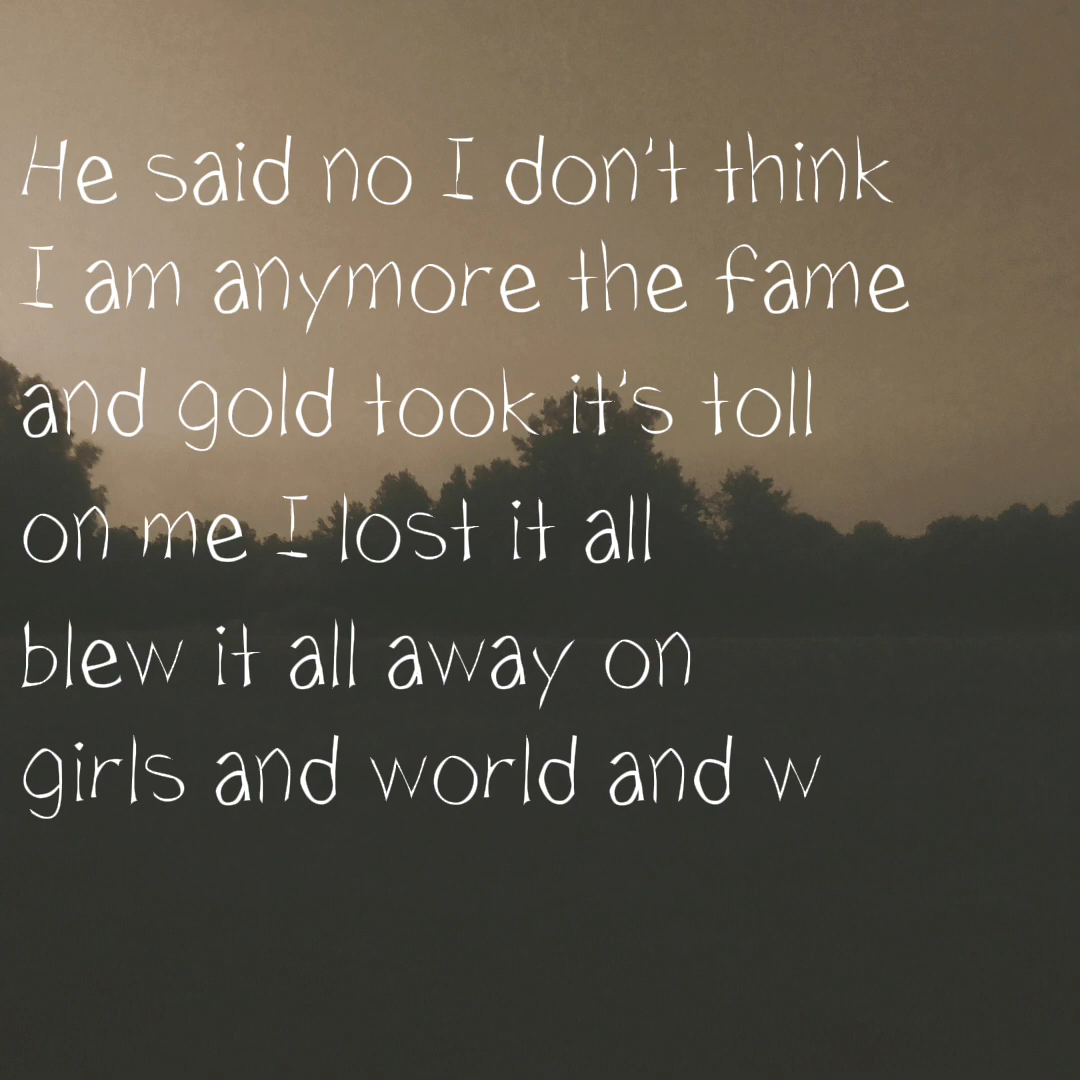 He said no I don't think
I am anymore the fame
and gold took it's toll
on me I lost it all
blew it all away on
girls and world and w